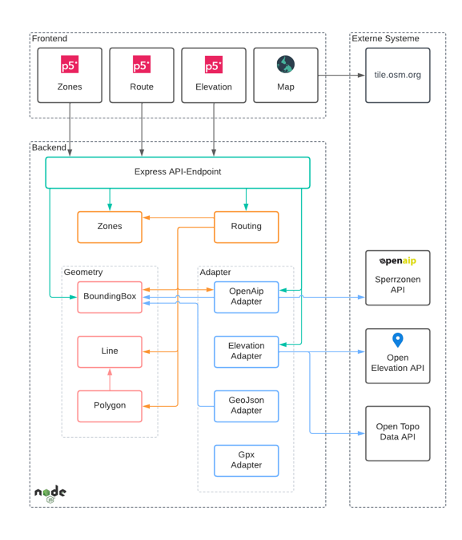 Frontend
Externe Systeme
p5*
p5*
p5*
Zones
Route
Elevation
Map
tile.osm.org
Backend
Express API-Endpoint
Zones
Routing
Geometry
Adapter
openaip
BoundingBox
OpenAip
Adapter
Sperrzonen
API
Line
Elevation
Adapter
Open
Elevation API
Polygon
GeoJson
Adapter
Open Topo
Data API
Gpx
Adapter
node